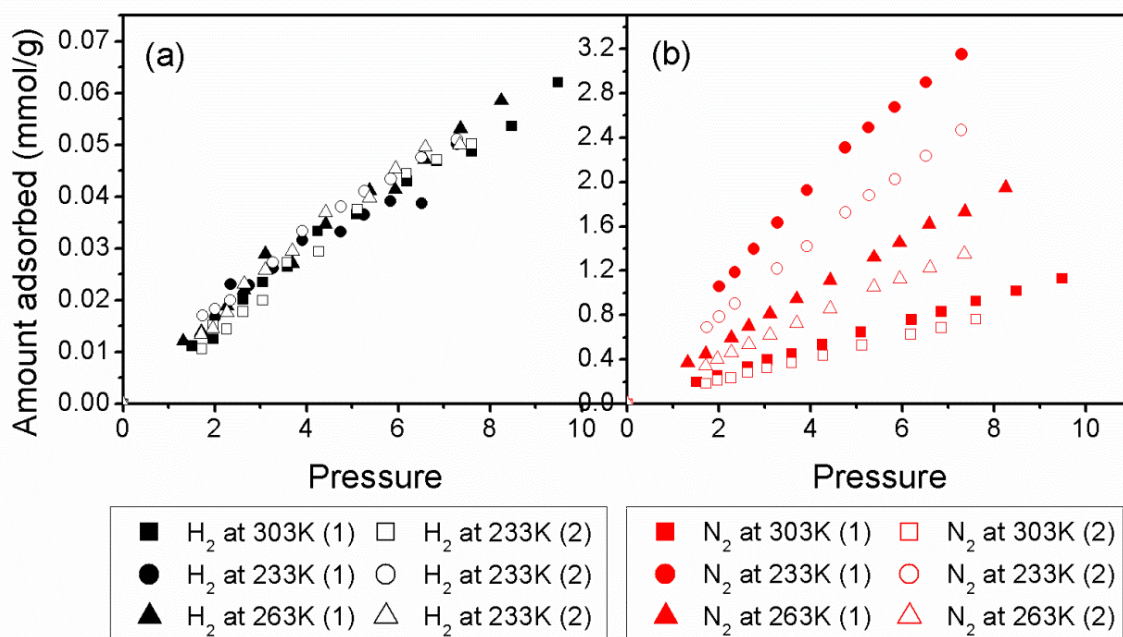 Amount adsorbed (mmol/g)
(a)
0.07
0.06
0.05
0.04
0.03
0.02
0.01
0.00
0 2 4 6 8 10
Pressure
(b)
3.2
2.8
2.4
2.0
1.6
1.2
0.8
0.4
0.0
0 2 4 6 8 10
Pressure
H₂ at 303K (1) H₂ at 233K (2)
H₂ at 233K (1) H₂ at 233K (2)
H₂ at 263K (1) H₂ at 233K (2)
N₂ at 303K (1) N₂ at 303K (2)
N₂ at 233K (1) N₂ at 233K (2)
N₂ at 263K (1) N₂ at 263K (2)